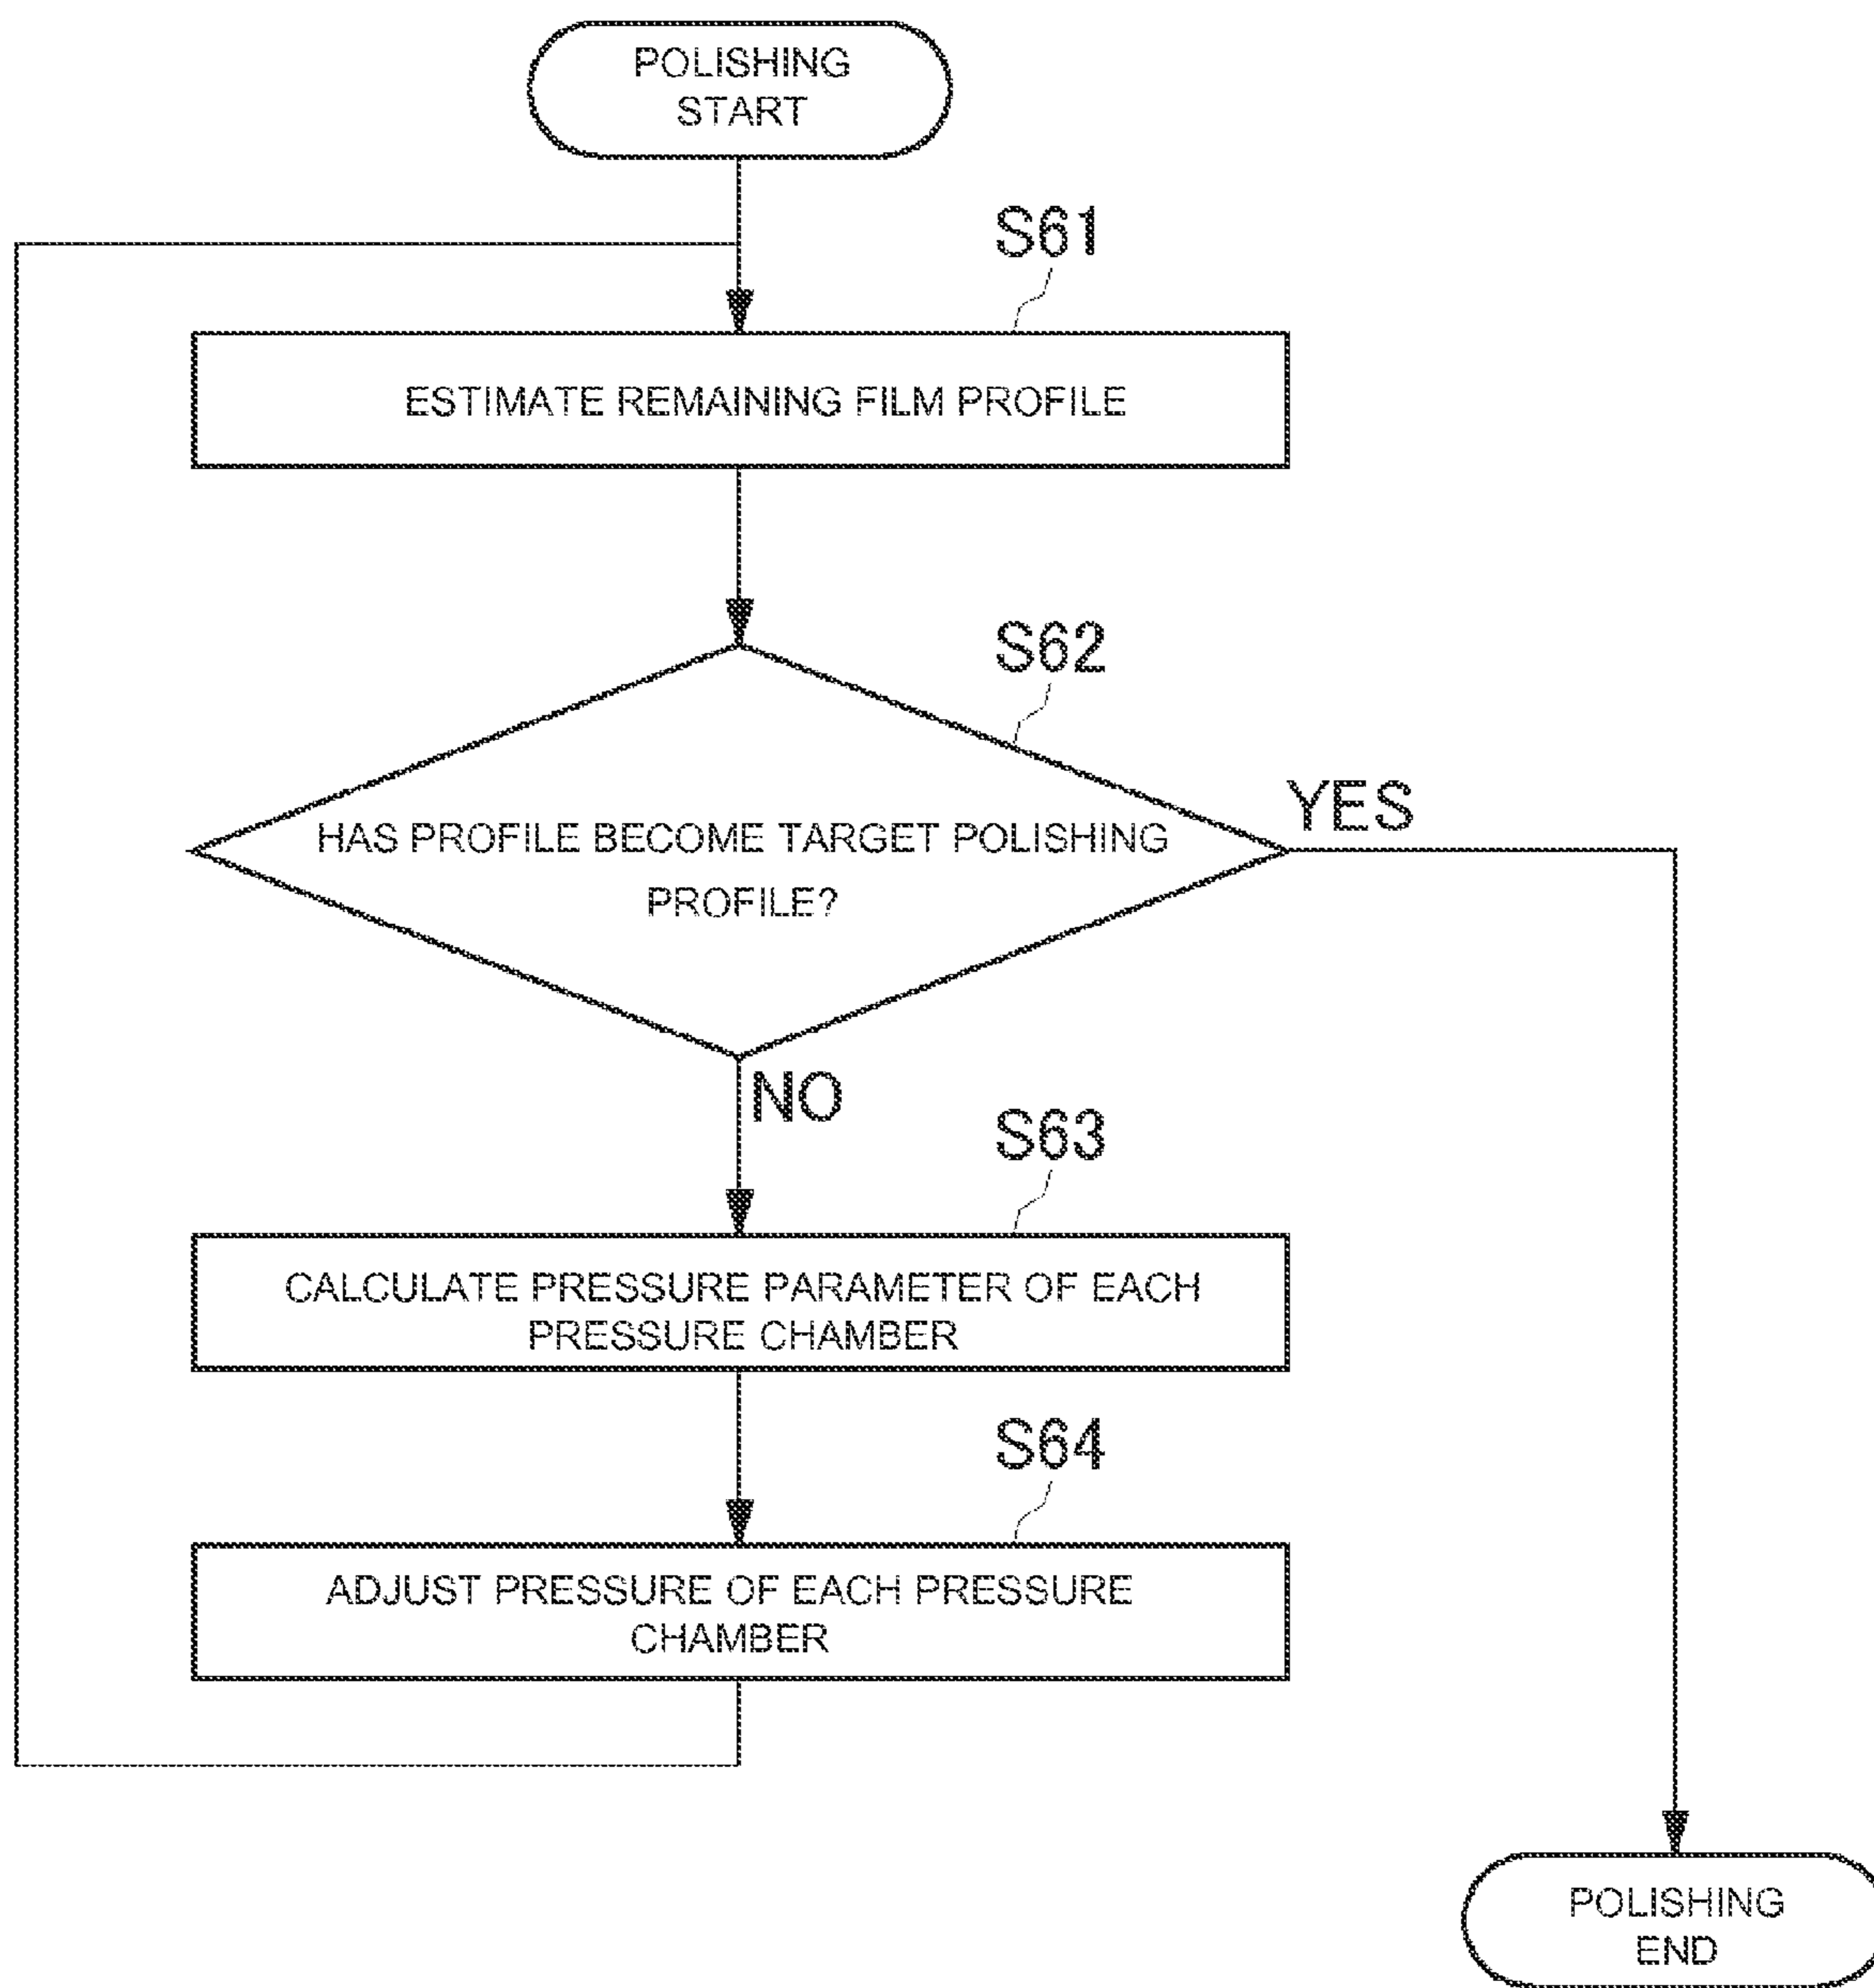 POLISHING
START
S61
ESTIMATE REMAINING FILM PROFILE
S62
HAS PROFILE BECOME TARGET POLISHING
PROFILE?
YES
NO
S63
CALCULATE PRESSURE PARAMETER OF EACH
PRESSURE CHAMBER
S64
ADJUST PRESSURE OF EACH PRESSURE
CHAMBER
POLISHING
END